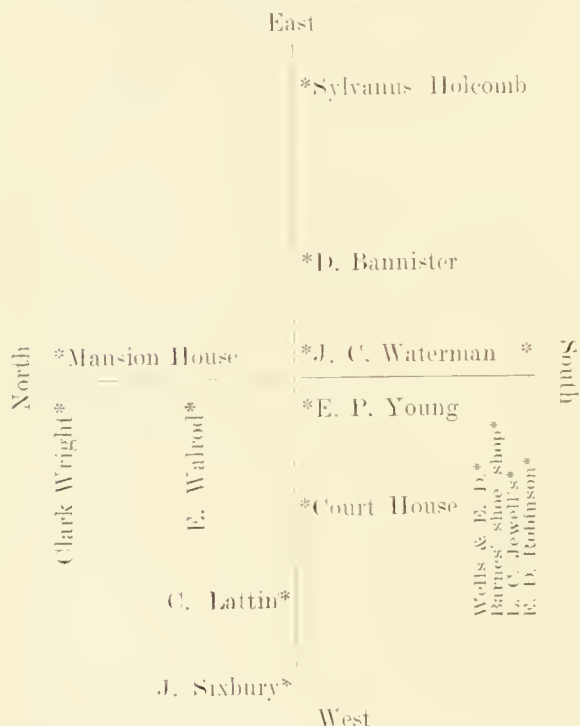 East
*Sylvanus Holcomb
*D. Bannister
North
*Mansion House
*J. C. Waterman *
South
*E. P. Young
Clark Wright*
E. Walrod*
*Court House
Wells & E. D.*
Barnes' shoe shop*
L. C. Jewell's*
E. D. Robinson*
C. Lattin*
J. Sixbury*
West